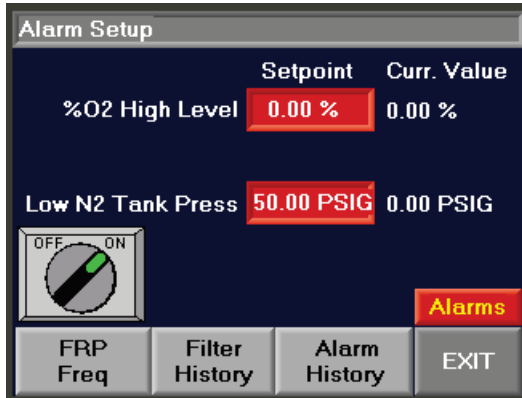 Alarm Setup
Setpoint Curr. Value
%O2 High Level 0.00 % 0.00 %
Low N2 Tank Press 50.00 PSIG 0.00 PSIG
OFF ON
Alarms
FRP Freq
Filter History
Alarm History
EXIT